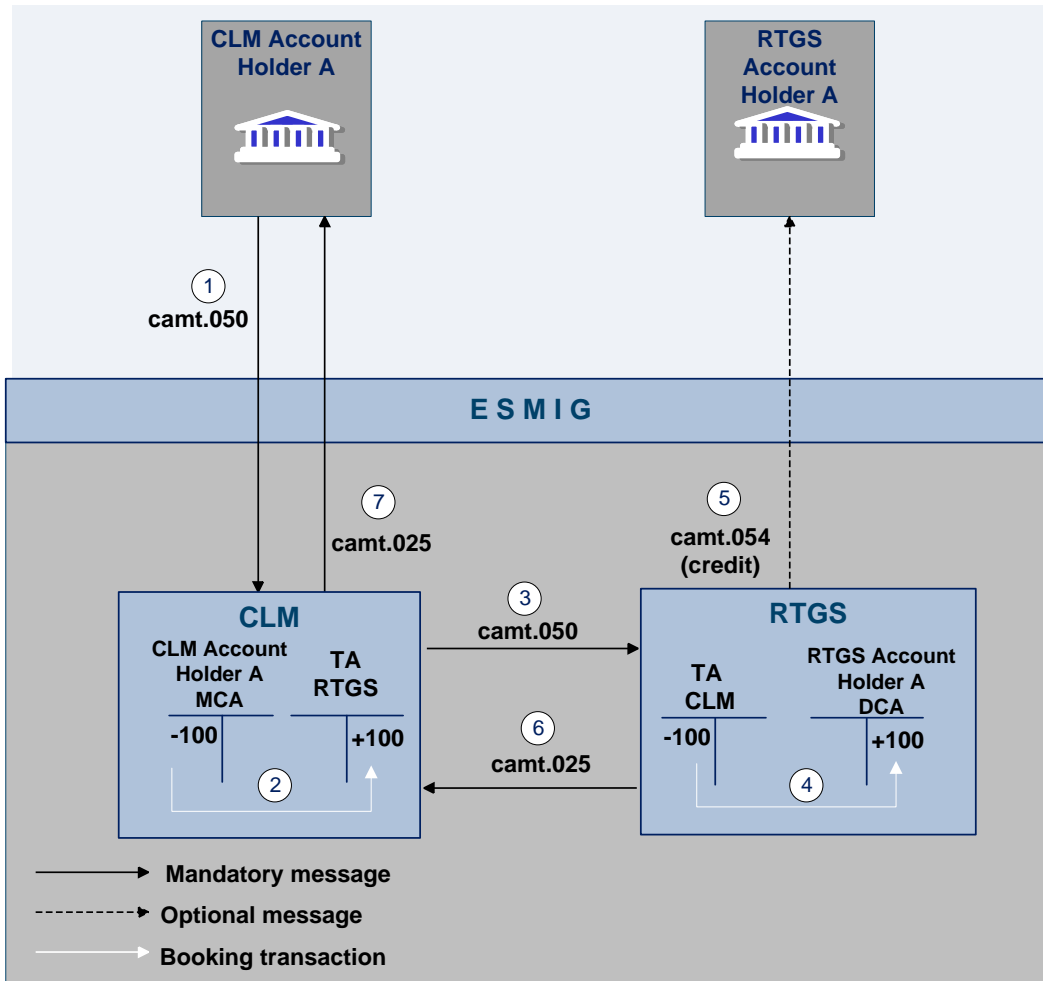 CLM Account
Holder A
RTGS
Account
Holder A
1
camt.050
E S M I G
7
camt.025
5
camt.054
(credit)
CLM
CLM Account
Holder A
MCA
TA
RTGS
-100
+100
2
3
camt.050
6
camt.025
RTGS
TA
CLM
RTGS Account
Holder A
DCA
-100
+100
4
Mandatory message
Optional message
Booking transaction